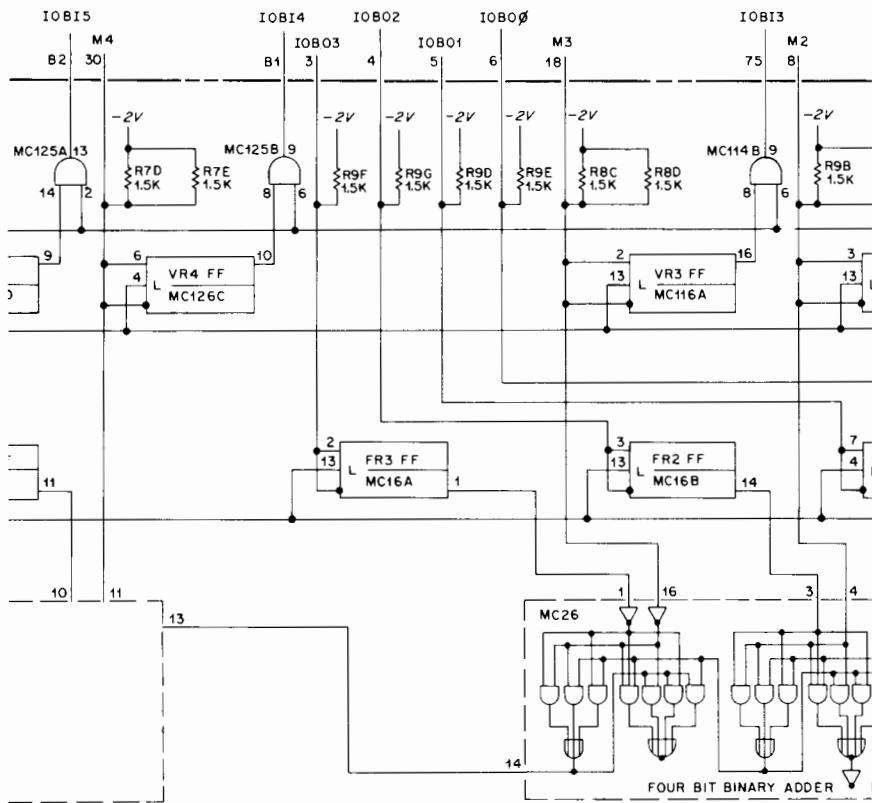 IOBI5 IOBI4 IOBO2 IOBOØ IOBI3
M4 IOBO3 IOBO1 M3 M2
B2 30 B1 3 4 5 6 18 75 8
-2V -2V -2V -2V -2V -2V -2V
MC125A 13 MC125B 9 MC114B 9
R7D R7E R9F R9G R9D R9E R8C R8D R9B
1.5K 1.5K 1.5K 1.5K 1.5K 1.5K 1.5K 1.5K 1.5K
14 2 8 6 8 6
9 6 VR4 FF 10 2 VR3 FF 16 3
4 L MC126C 13 L MC116A 13 L
2 FR3 FF 3 FR2 FF 7
11 13 L MC16A 1 13 L MC16B 14 4 L
10 11 1 16 3 4
13 MC26
14
FOUR BIT BINARY ADDER